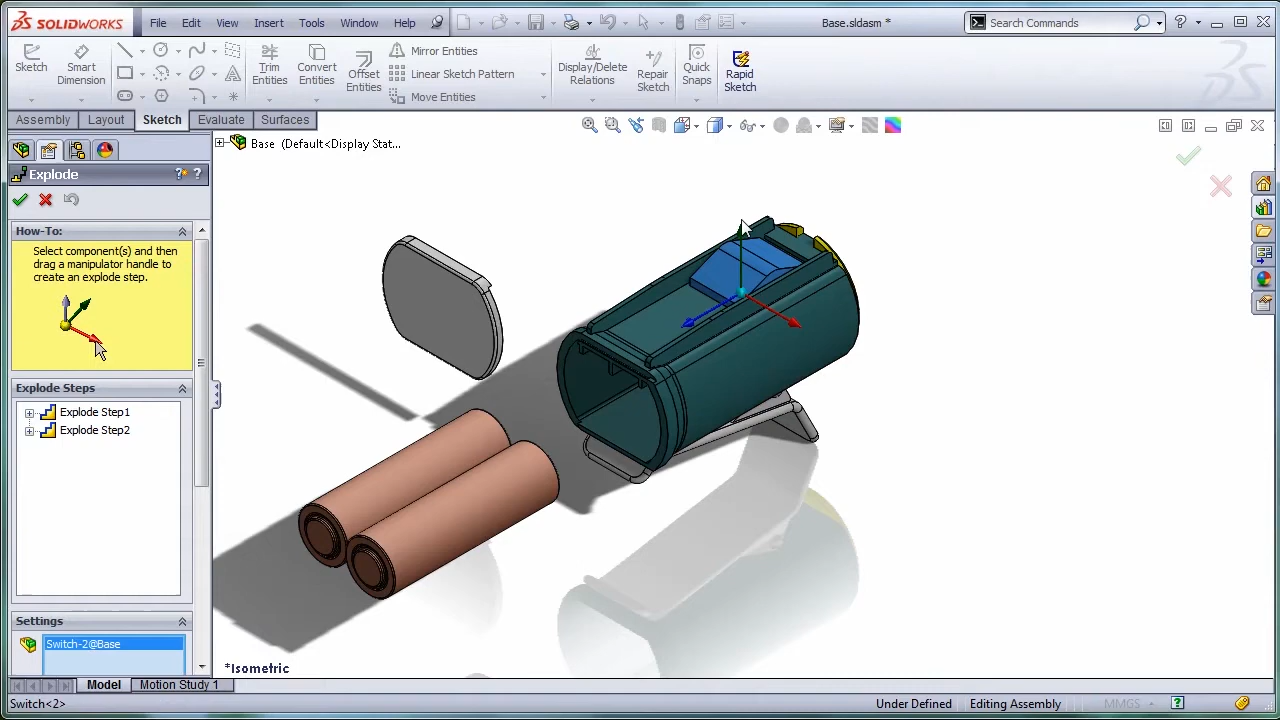 SOLIDWORKS File Edit View Insert Tools Window Help Base.sldasm * Search Commands ?
Sketch Smart Dimension Trim Entities Convert Entities Offset Entities Mirror Entities Linear Sketch Pattern Move Entities Display/Delete Relations Repair Sketch Quick Snaps Rapid Sketch
Assembly Layout Sketch Evaluate Surfaces
Base (Default<Display Stat...
Explode ? ?
How-To:
Select component(s) and then
drag a manipulator handle to
create an explode step.
Explode Steps
Explode Step1
Explode Step2
Settings
Switch-2@Base
*Isometric
Model Motion Study 1
Switch<2> Under Defined Editing Assembly MMGS ?